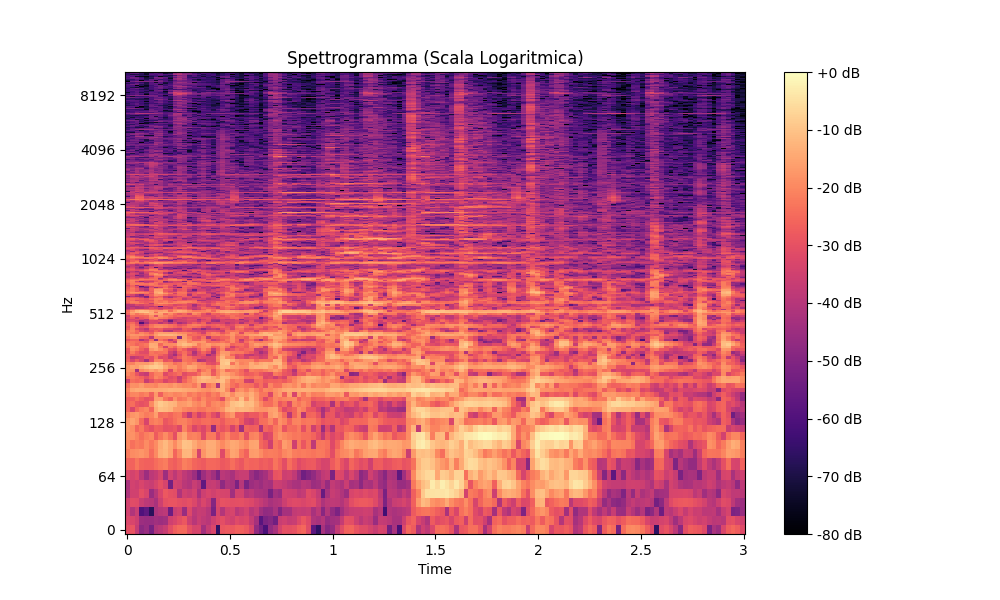 Spettrogramma (Scala Logaritmica)
Hz
8192
4096
2048
1024
512
256
128
64
0
0
0.5
1
1.5
2
2.5
3
Time
+0 dB
-10 dB
-20 dB
-30 dB
-40 dB
-50 dB
-60 dB
-70 dB
-80 dB